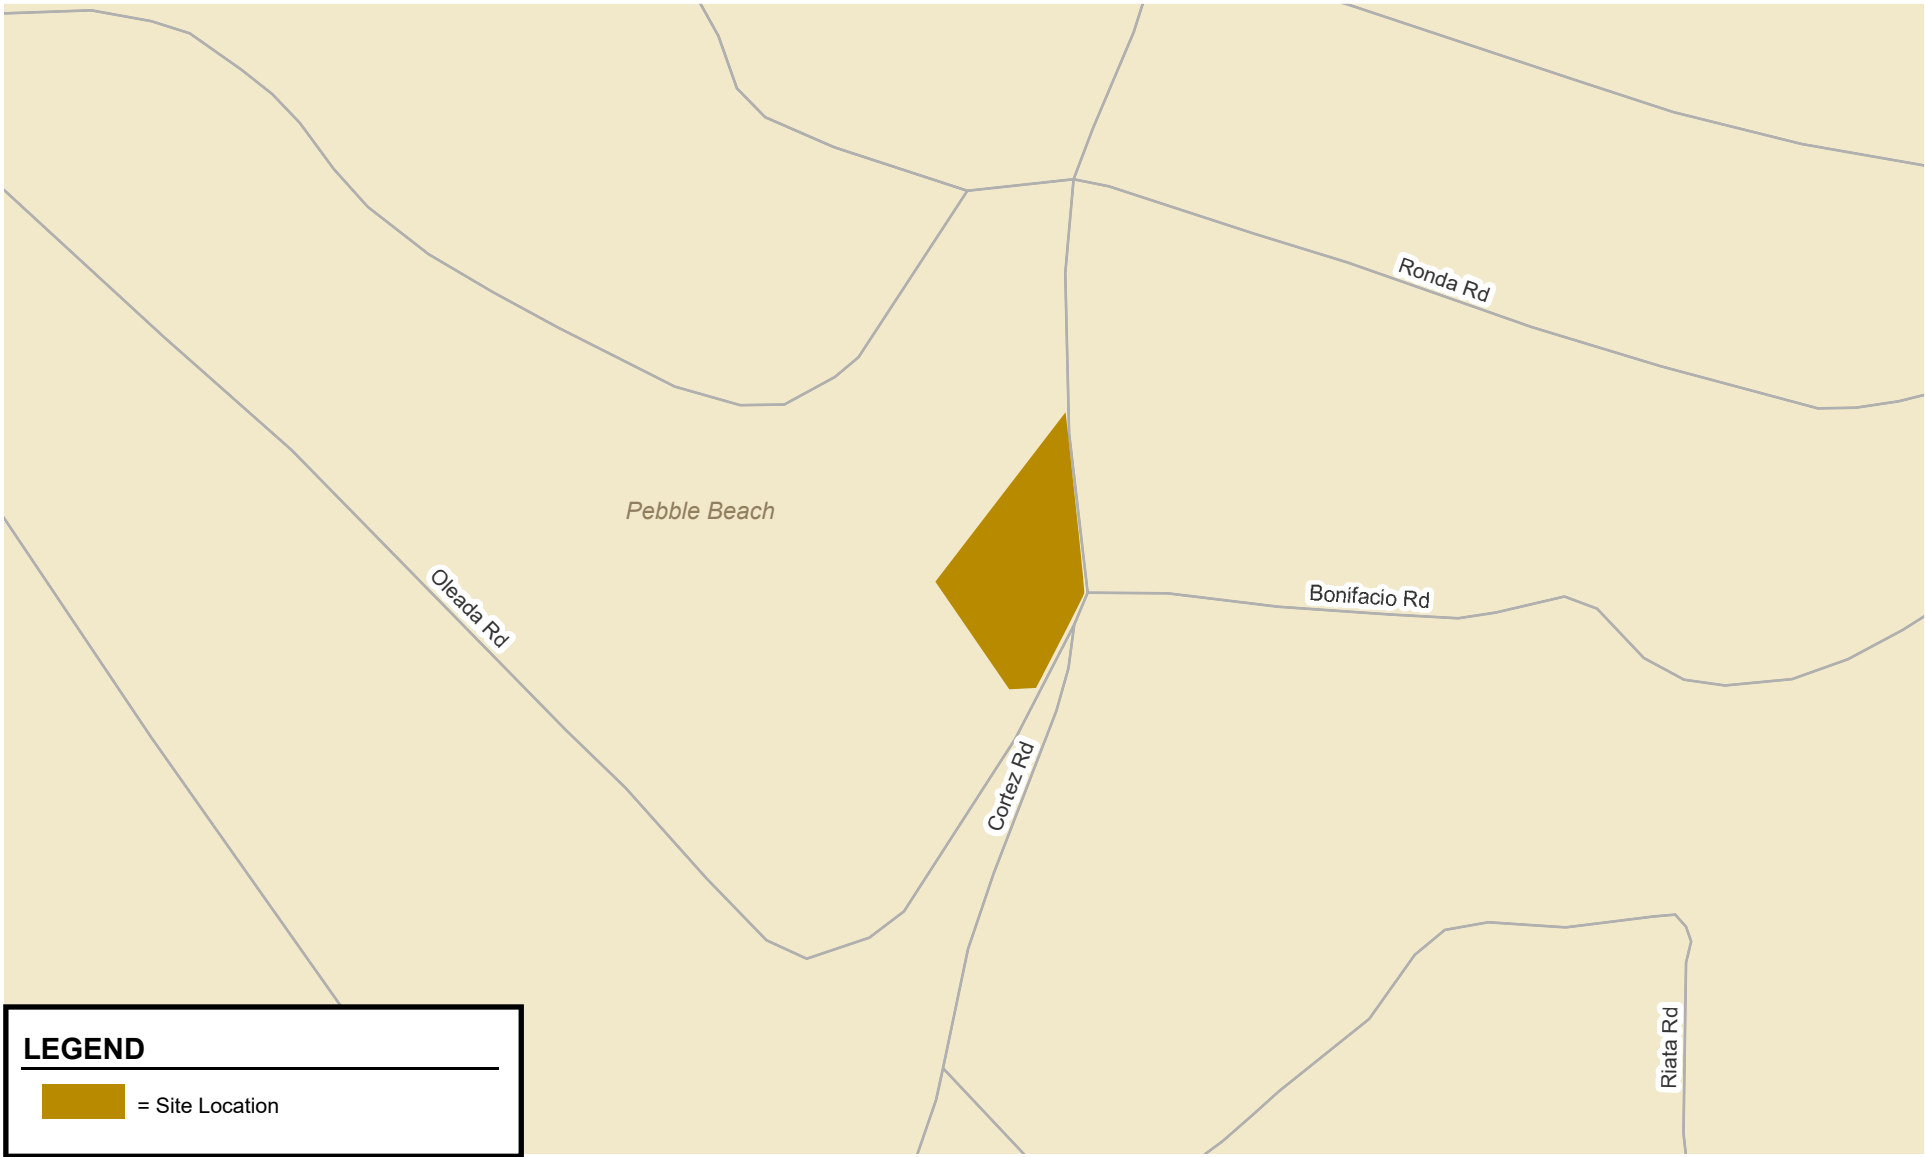 Ronda Rd
Pebble Beach
Oleada Rd
Bonifacio Rd
Cortez Rd
Riata Rd
LEGEND
= Site Location